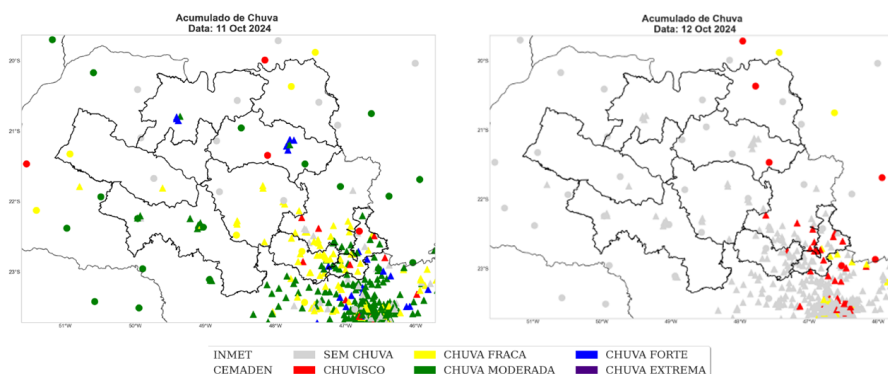 Acumulado de Chuva
Data: 11 Oct 2024
20°S
21°S
22°S
23°S
51°W
50°W
49°W
48°W
47°W
46°W
Acumulado de Chuva
Data: 12 Oct 2024
20°S
21°S
22°S
23°S
51°W
50°W
49°W
48°W
47°W
46°W
INMET SEM CHUVA CHUVA FRACA CHUVA FORTE
CEMADEN CHUVISCO CHUVA MODERADA CHUVA EXTREMA